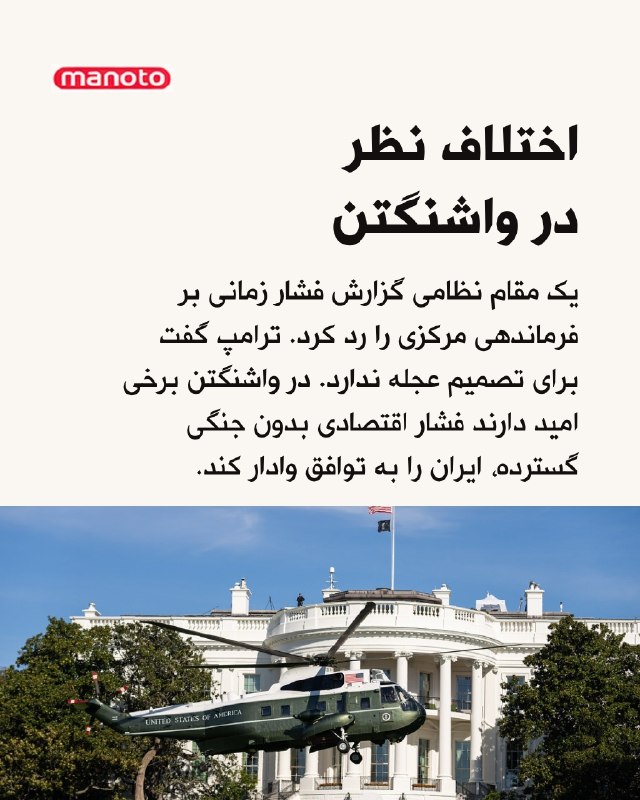 manoto
اختلاف نظر
در واشنگتن
یک مقام نظامی گزارش فشار زمانی بر
فرماندهی مرکزی را رد کرد. ترامپ گفت
برای تصمیم عجله ندارد. در واشنگتن برخی
امید دارند فشار اقتصادی بدون جنگی
گسترده، ایران را به توافق وادار کند.
UNITED STATES OF AMERICA